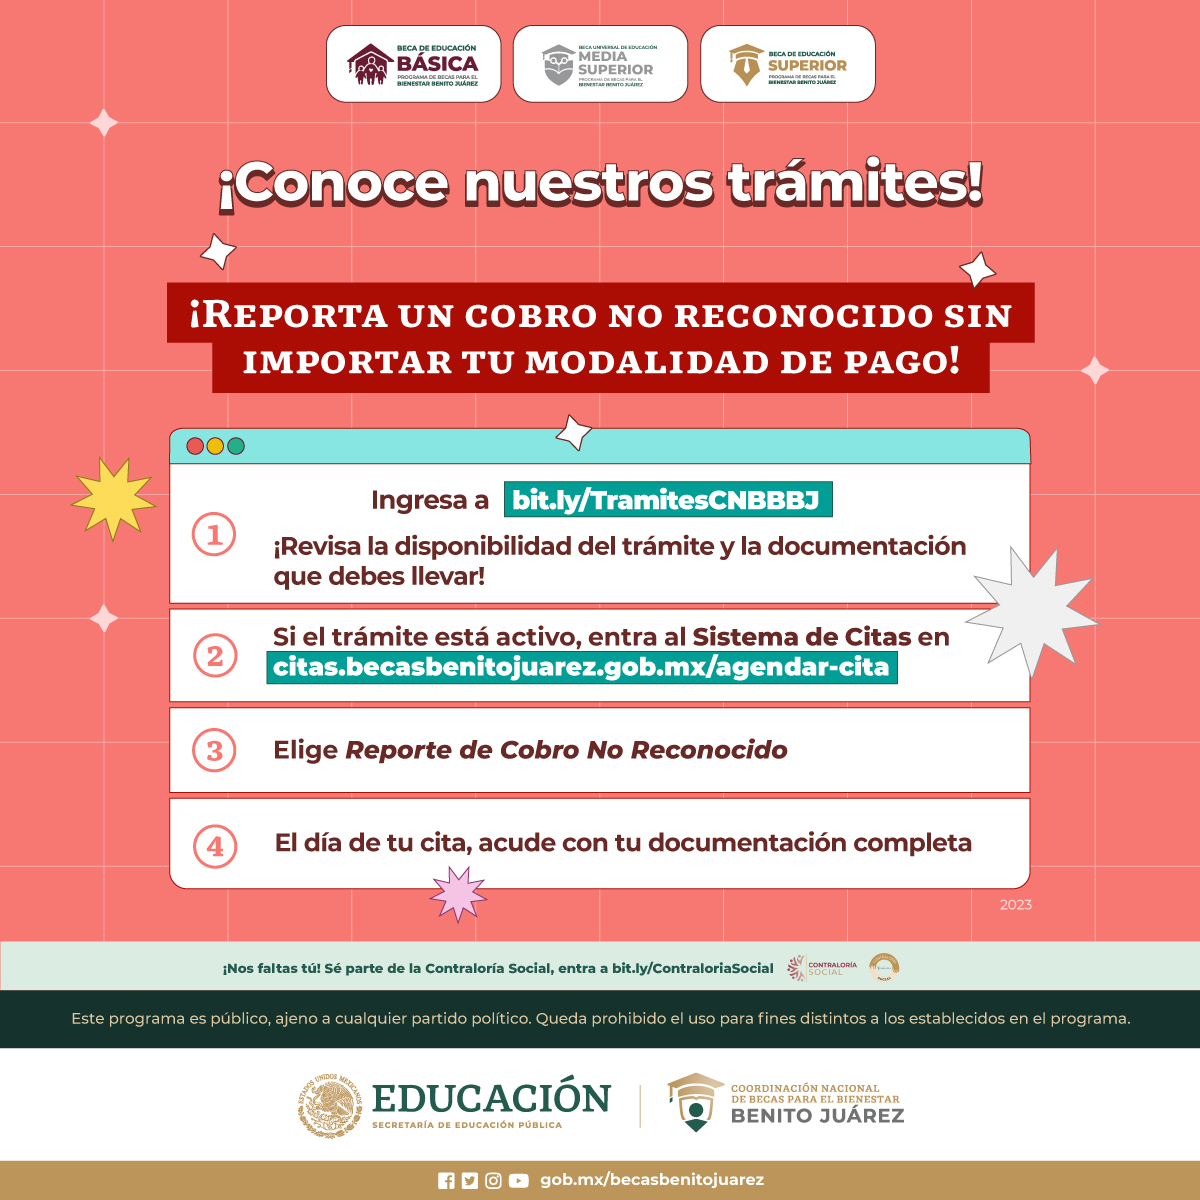 BECA DE EDUCACIÓN
BÁSICA
PROGRAMA DE BECAS PARA EL
BIENESTAR BENITO JUÁREZ
BECA UNIVERSAL DE EDUCACIÓN
MEDIA
SUPERIOR
PROGRAMA DE BECAS PARA EL
BIENESTAR BENITO JUÁREZ
BECA DE EDUCACIÓN
SUPERIOR
PROGRAMA DE BECAS PARA EL
BIENESTAR BENITO JUÁREZ
¡Conoce nuestros trámites!
¡REPORTA UN COBRO NO RECONOCIDO SIN
IMPORTAR TU MODALIDAD DE PAGO!
1
Ingresa a bit.ly/TramitesCNBBBJ
¡Revisa la disponibilidad del trámite y la documentación
que debes llevar!
2
Si el trámite está activo, entra al Sistema de Citas en
citas.becasbenitojuarez.gob.mx/agendar-cita
3
Elige Reporte de Cobro No Reconocido
4
El día de tu cita, acude con tu documentación completa
2023
¡Nos faltas tú! Sé parte de la Contraloría Social, entra a bit.ly/ContraloriaSocial
CONTRALORÍA
SOCIAL
Este programa es público, ajeno a cualquier partido político. Queda prohibido el uso para fines distintos a los establecidos en el programa.
ESTADOS UNIDOS MEXICANOS
EDUCACIÓN
SECRETARÍA DE EDUCACIÓN PÚBLICA
COORDINACIÓN NACIONAL
DE BECAS PARA EL BIENESTAR
BENITO JUÁREZ
gob.mx/becasbenitojuarez